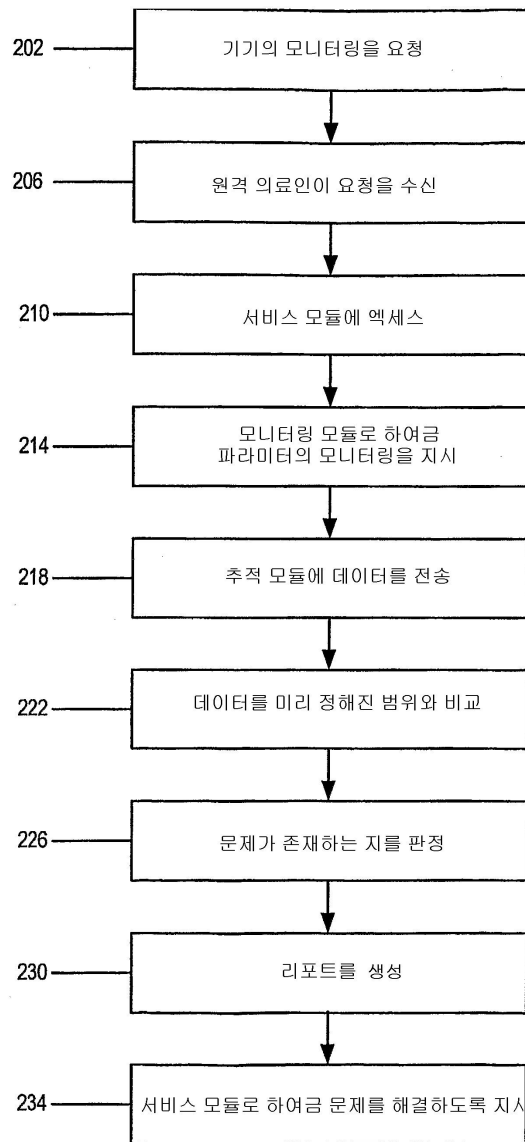 202
기기의 모니터링을 요청
206
원격 의료인이 요청을 수신
210
서비스 모듈에 엑세스
214
모니터링 모듈로 하여금
파라미터의 모니터링을 지시
218
추적 모듈에 데이터를 전송
222
데이터를 미리 정해진 범위와 비교
226
문제가 존재하는 지를 판정
230
리포트를 생성
234
서비스 모듈로 하여금 문제를 해결하도록 지시